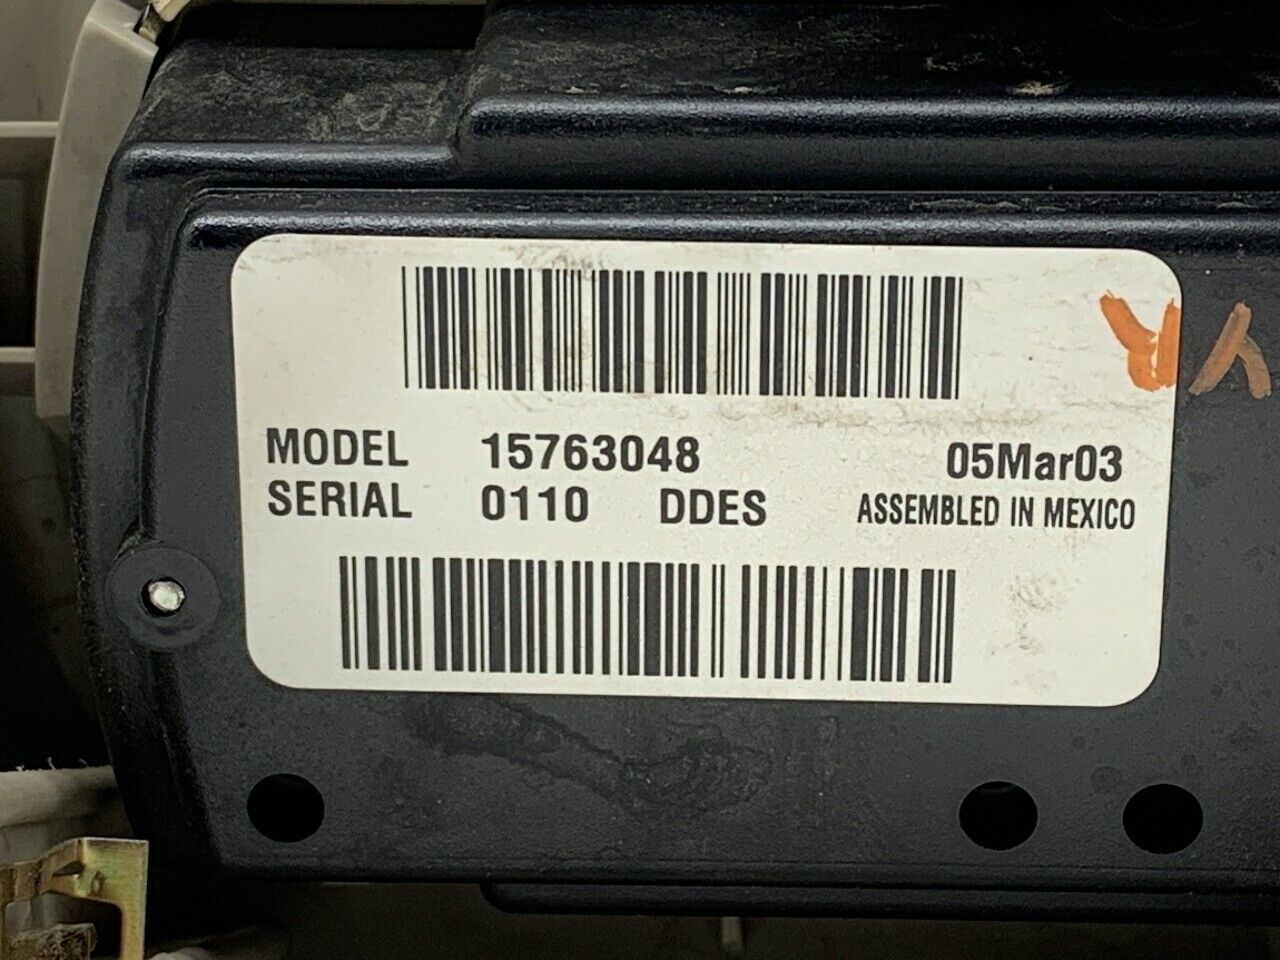 MODEL 15763048 05Mar03
SERIAL 0110 DDES ASSEMBLED IN MEXICO